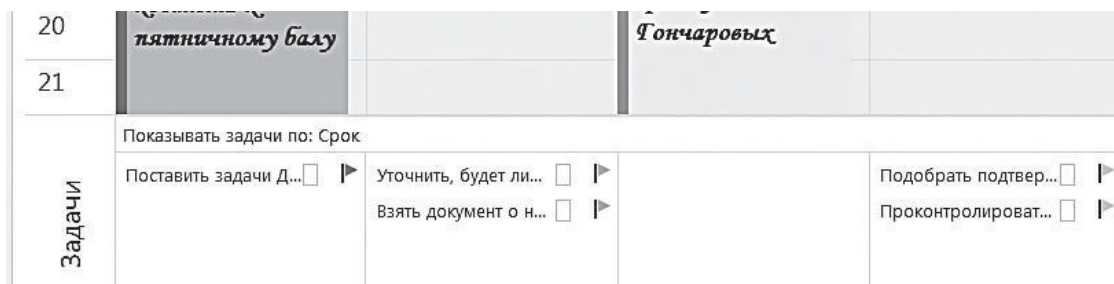 20
пятничному балу
Гончаровых
21
Задачи
Показывать задачи по: Срок
Поставить задачи Д...
Уточнить, будет ли...
Взять документ о н...
Подобрать подтвер...
Проконтролироват...